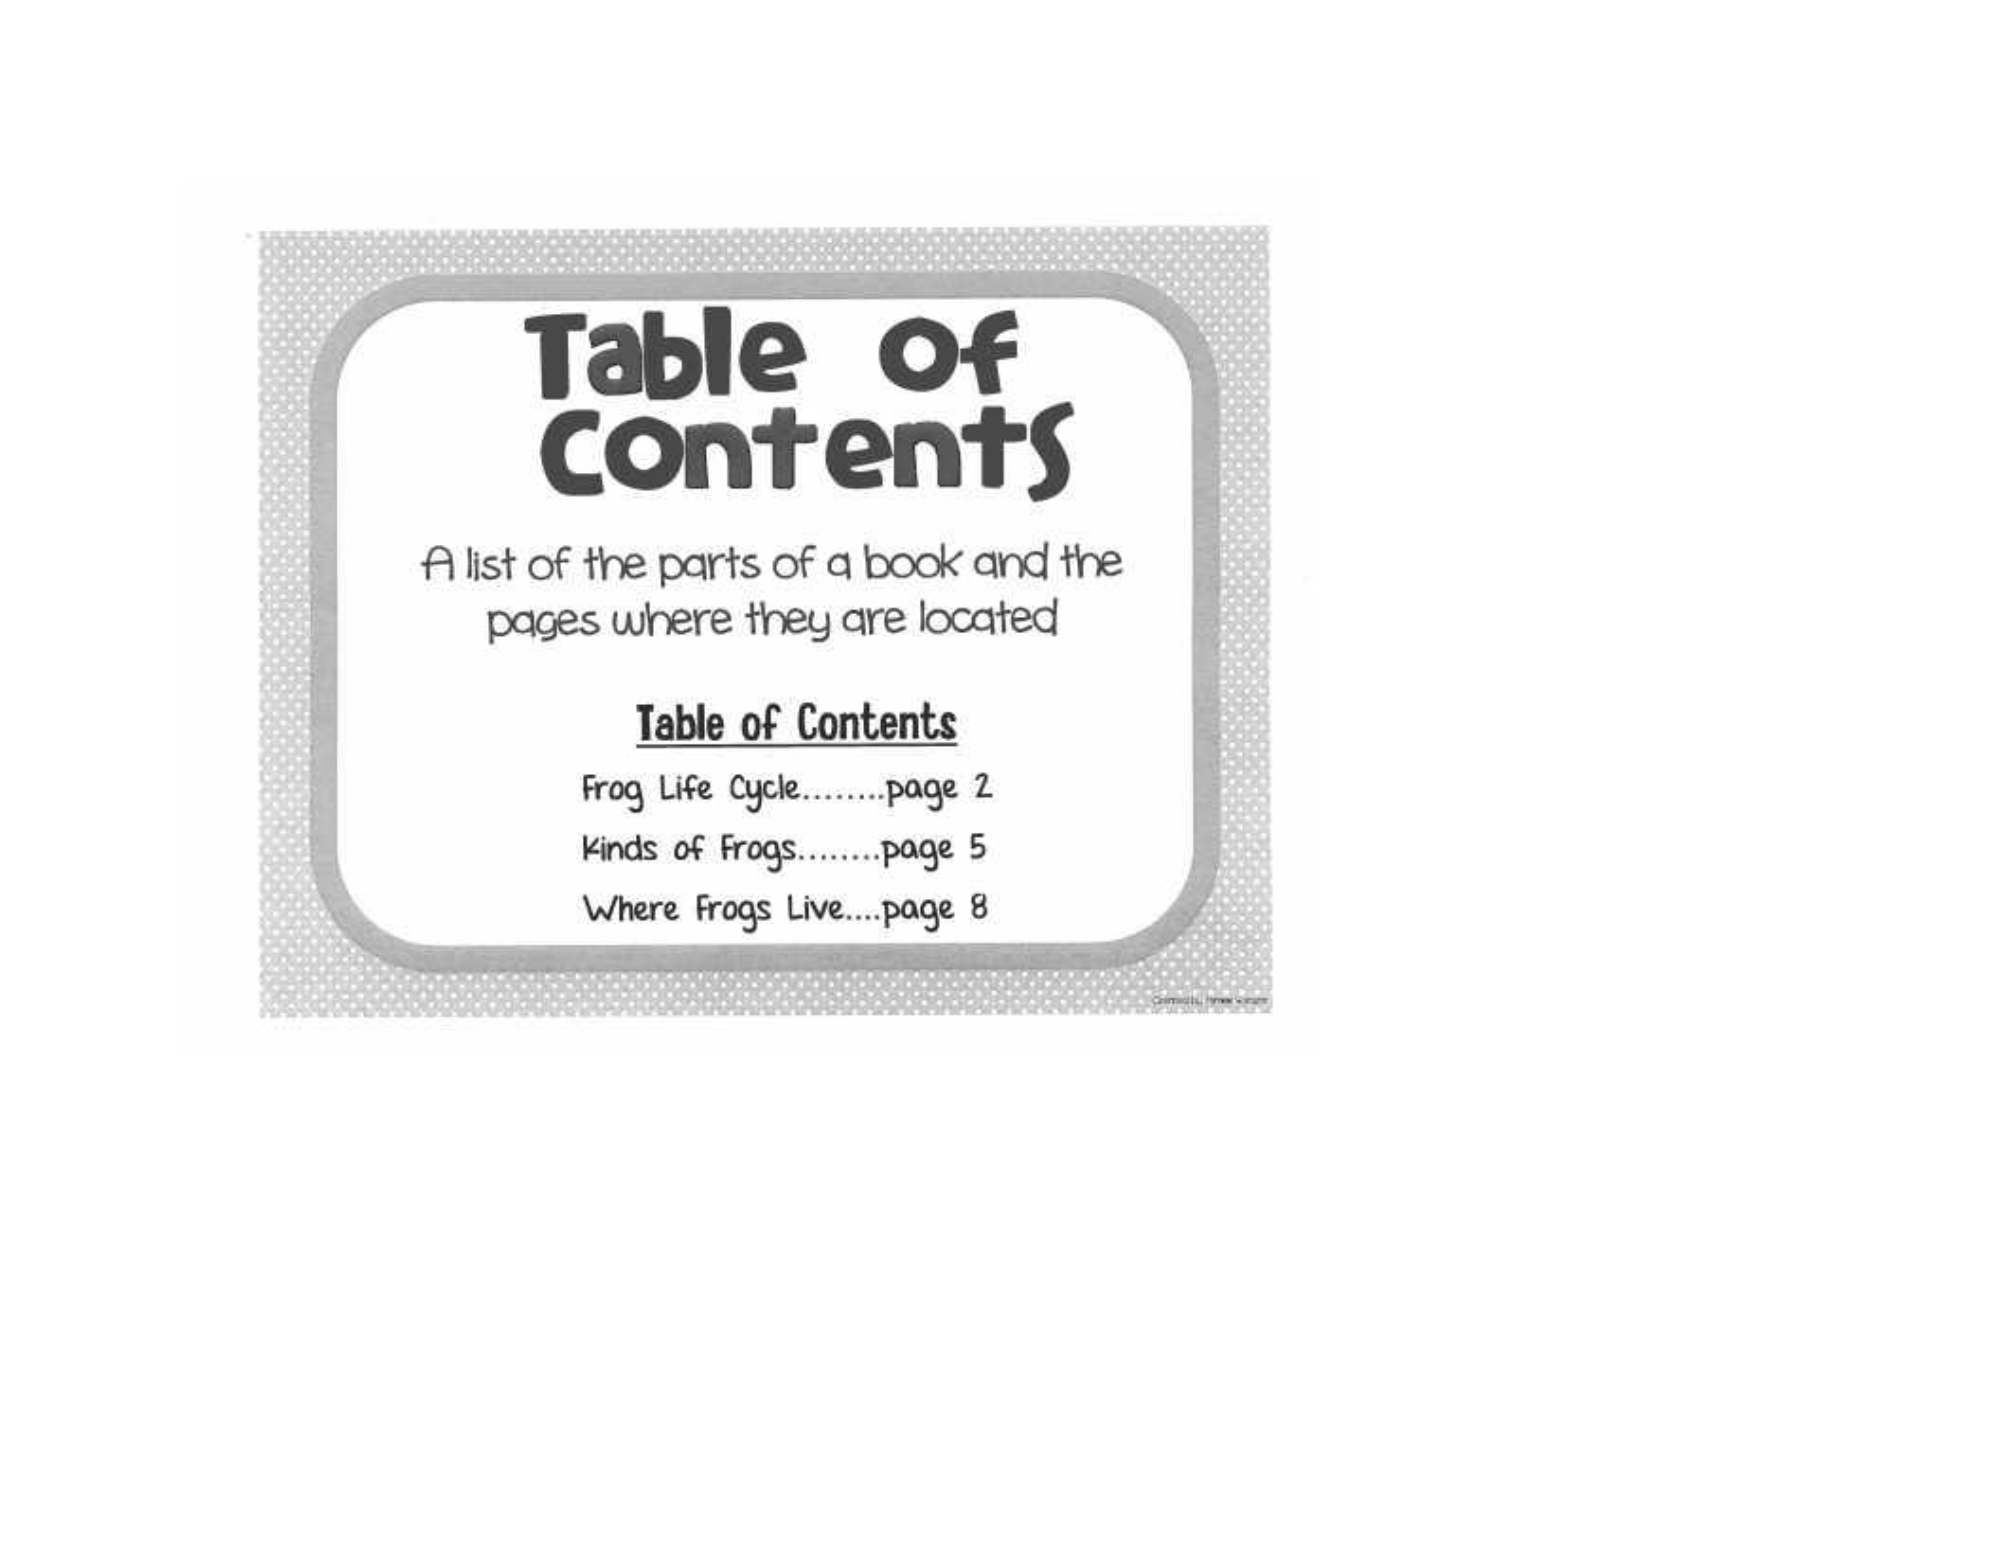 Table of
Contents
A list of the parts of a book and the
pages where they are located
Table of Contents
Frog Life Cycle........page 2
Kinds of Frogs........page 5
Where Frogs Live....page 8